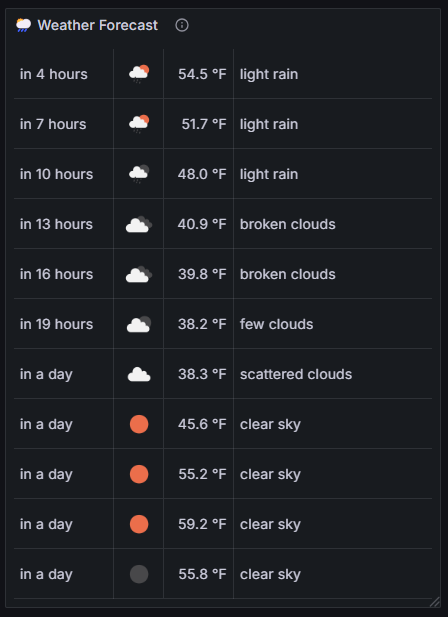 Weather Forecast
in 4 hours 54.5 °F light rain
in 7 hours 51.7 °F light rain
in 10 hours 48.0 °F light rain
in 13 hours 40.9 °F broken clouds
in 16 hours 39.8 °F broken clouds
in 19 hours 38.2 °F few clouds
in a day 38.3 °F scattered clouds
in a day 45.6 °F clear sky
in a day 55.2 °F clear sky
in a day 59.2 °F clear sky
in a day 55.8 °F clear sky